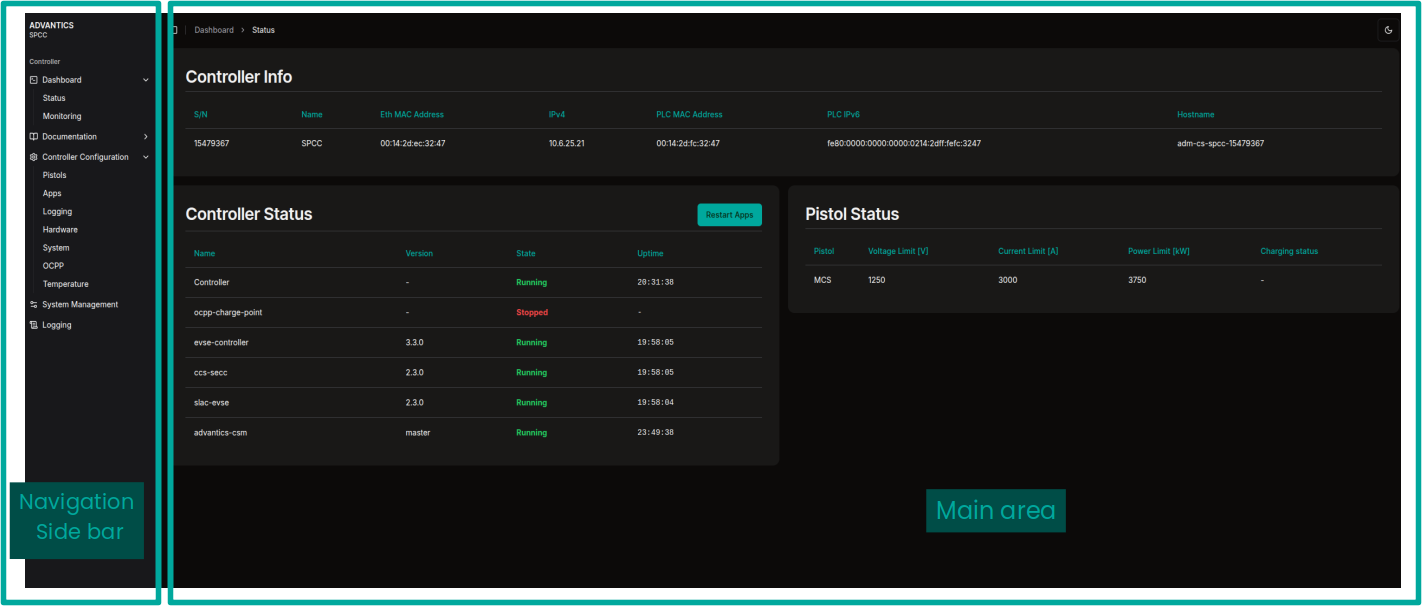 ADVANTICS
SPCC
Controller
Dashboard
Status
Monitoring
Documentation
Controller Configuration
Pistols
Apps
Logging
Hardware
System
OCPP
Temperature
System Management
Logging
Navigation
Side bar
Dashboard > Status
Controller Info
S/N Name Eth MAC Address IPv4 PLC MAC Address PLC IPv6 Hostname
15479367 SPCC 00:14:2d:ec:32:47 10.6.25.21 00:14:2d:fc:32:47 fe80:0000:0000:0000:0214:2dff:fefc:3247 adm-cs-spcc-15479367
Controller Status Restart Apps
Name Version State Uptime
Controller - Running 20:31:38
ocpp-charge-point - Stopped -
evse-controller 3.3.0 Running 19:58:05
ccs-secc 2.3.0 Running 19:58:05
slac-evse 2.3.0 Running 19:58:04
advantics-csm master Running 23:49:38
Pistol Status
Pistol Voltage Limit [V] Current Limit [A] Power Limit [kW] Charging status
MCS 1250 3000 3750 -
Main area